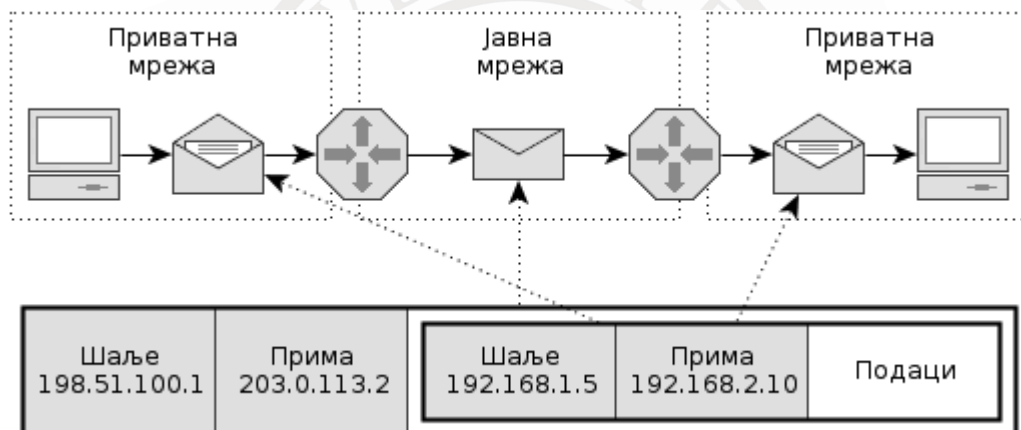 Приватна
мрежа
Јавна
мрежа
Приватна
мрежа
Шаље
198.51.100.1
Прима
203.0.113.2
Шаље
192.168.1.5
Прима
192.168.2.10
Подаци